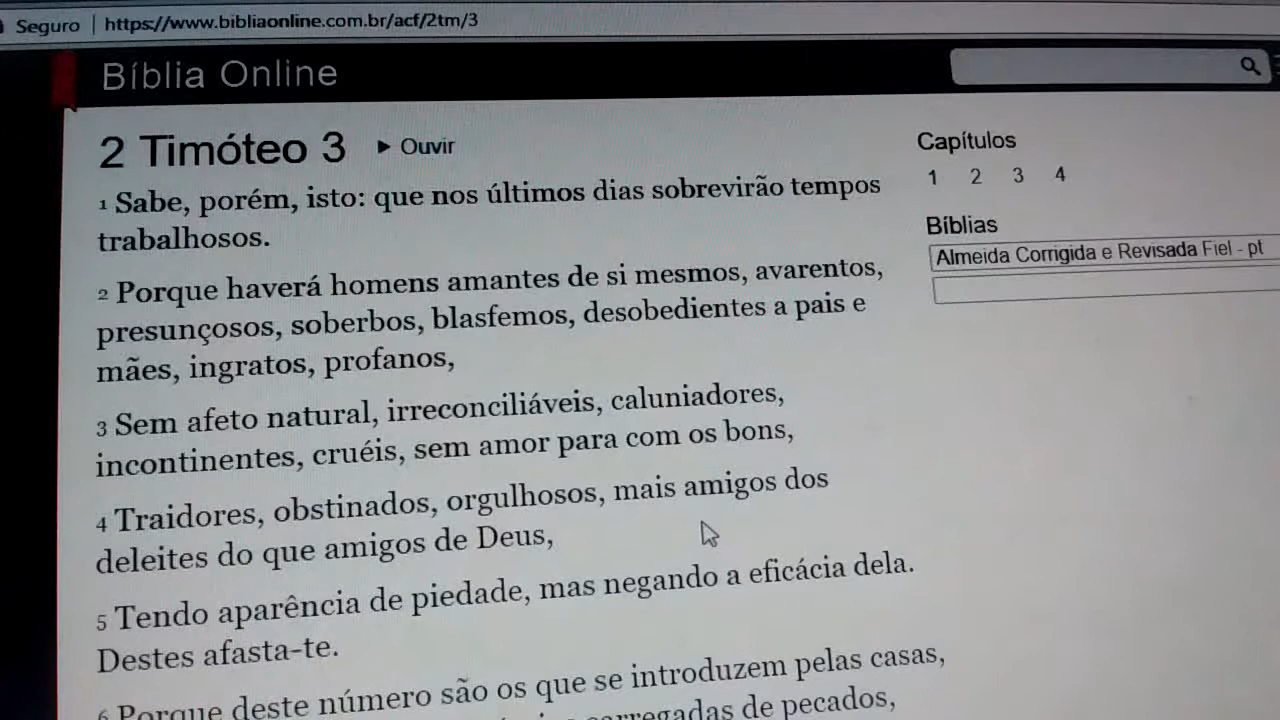 Seguro | https://www.bibliaonline.com.br/acf/2tm/3
Bíblia Online
2 Timóteo 3 ► Ouvir
1 Sabe, porém, isto: que nos últimos dias sobrevirão tempos
trabalhosos.
2 Porque haverá homens amantes de si mesmos, avarentos,
presunçosos, soberbos, blasfemos, desobedientes a pais e
mães, ingratos, profanos,
3 Sem afeto natural, irreconciliáveis, caluniadores,
incontinentes, cruéis, sem amor para com os bons,
4 Traidores, obstinados, orgulhosos, mais amigos dos
deleites do que amigos de Deus,
5 Tendo aparência de piedade, mas negando a eficácia dela.
Destes afasta-te.
6 Porque deste número são os que se introduzem pelas casas,
carregadas de pecados,
Capítulos
1 2 3 4
Bíblias
Almeida Corrigida e Revisada Fiel - pt